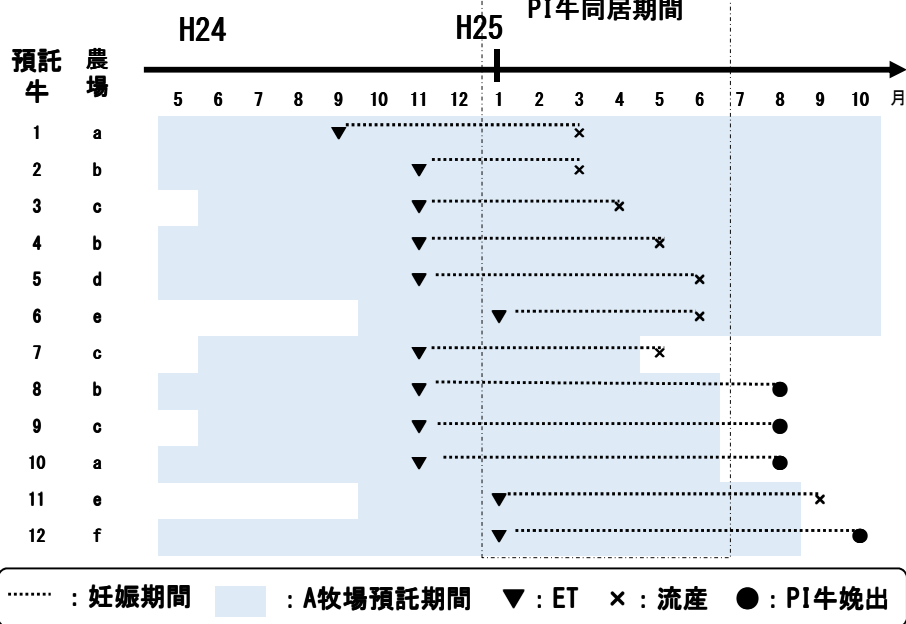 PI牛同居期間
H24 H25
預託牛 農場
5 6 7 8 9 10 11 12 1 2 3 4 5 6 7 8 9 10 月
1 a
2 b
3 c
4 b
5 d
6 e
7 c
8 b
9 c
10 a
11 e
12 f
：妊娠期間 ：A牧場預託期間 ▼：ET ×：流産 ●：PI牛娩出